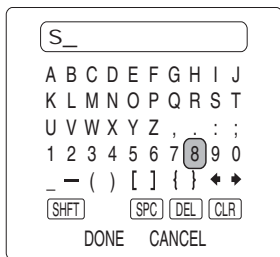 S_
A B C D E F G H I J
K L M N O P Q R S T
U V W X Y Z , . : ;
1 2 3 4 5 6 7 8 9 0
_ – ( ) [ ] { } ← →
SHFT SPC DEL CLR
DONE CANCEL